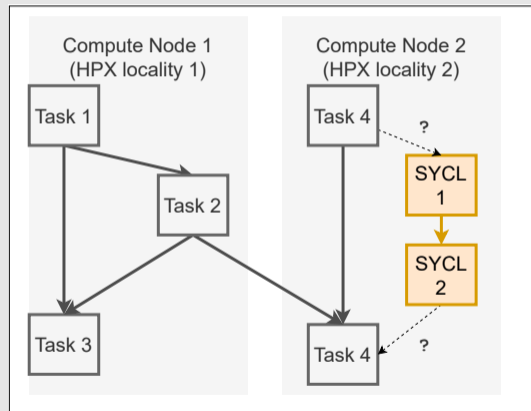 Compute Node 1
(HPX locality 1)
Compute Node 2
(HPX locality 2)
Task 1
Task 4
?
SYCL
1
Task 2
SYCL
2
Task 3
Task 4
?